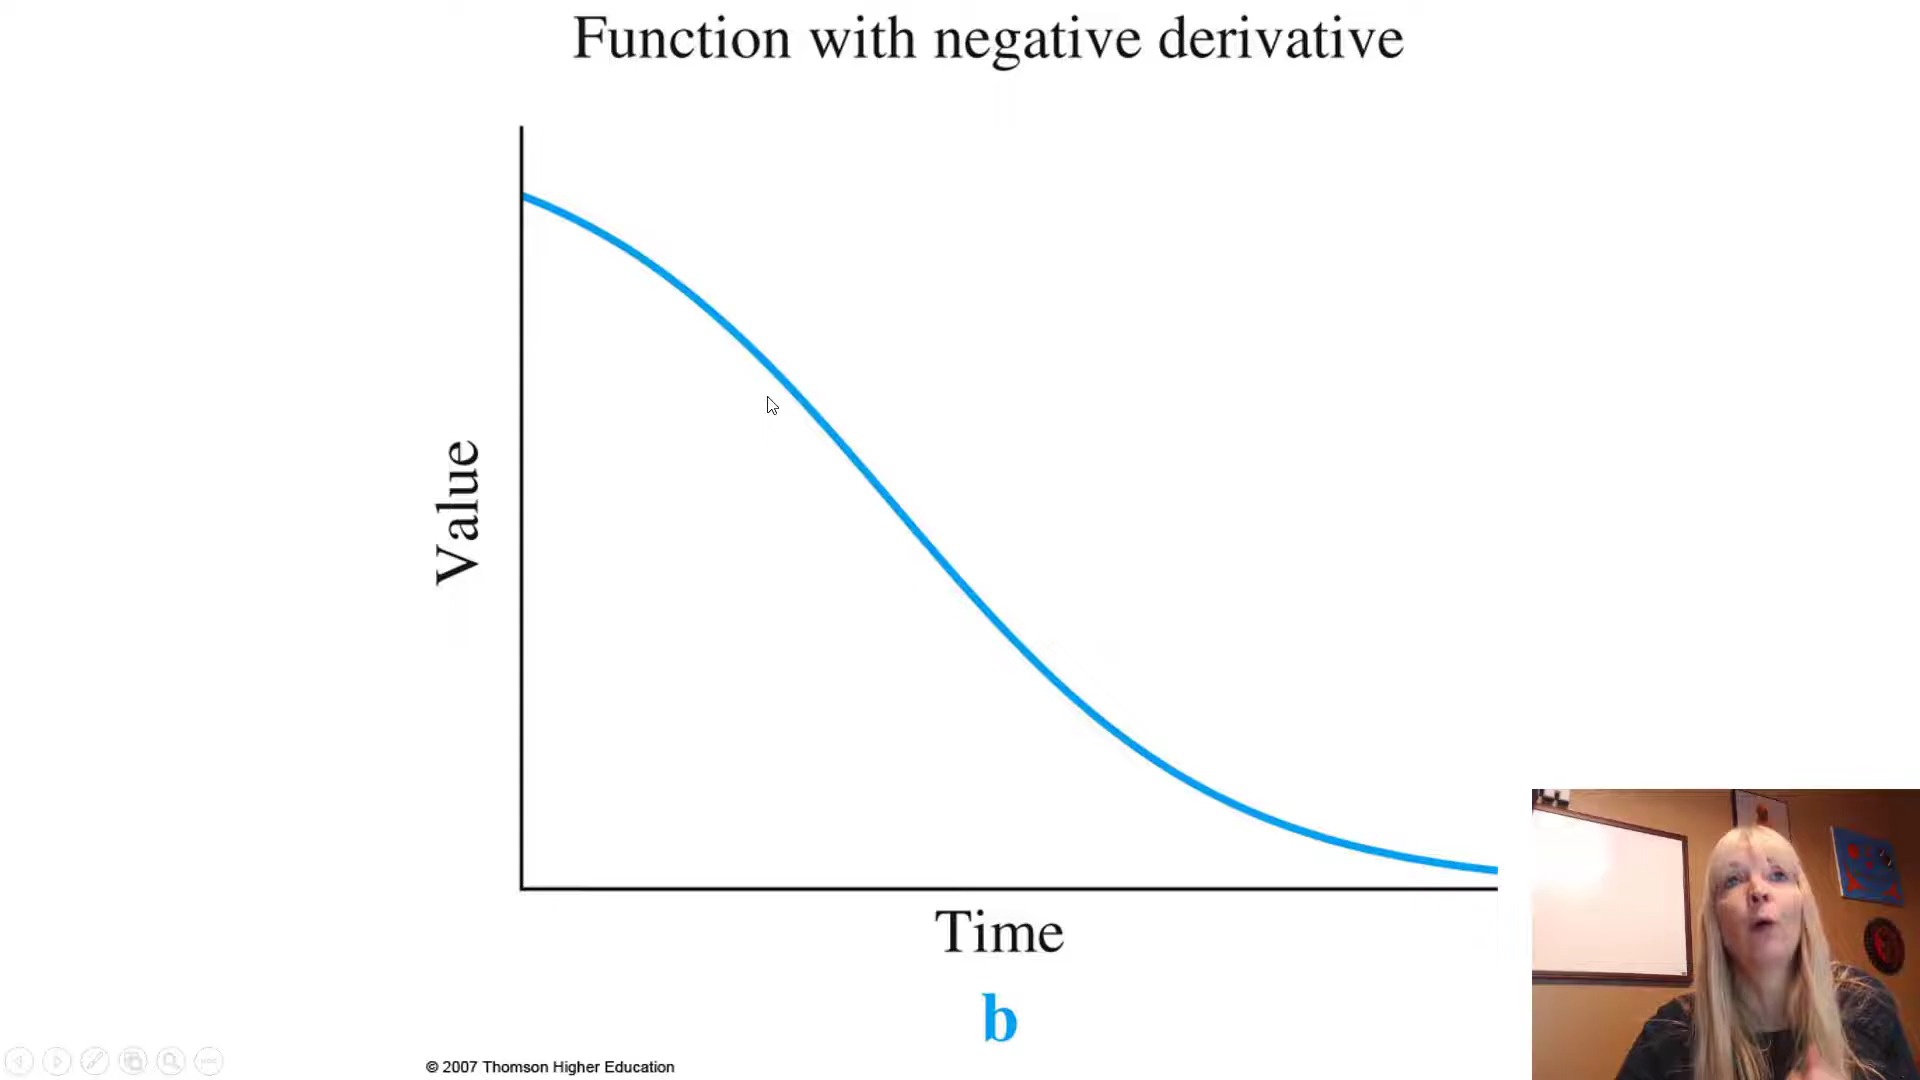 Function with negative derivative
Value
Time
b
© 2007 Thomson Higher Education